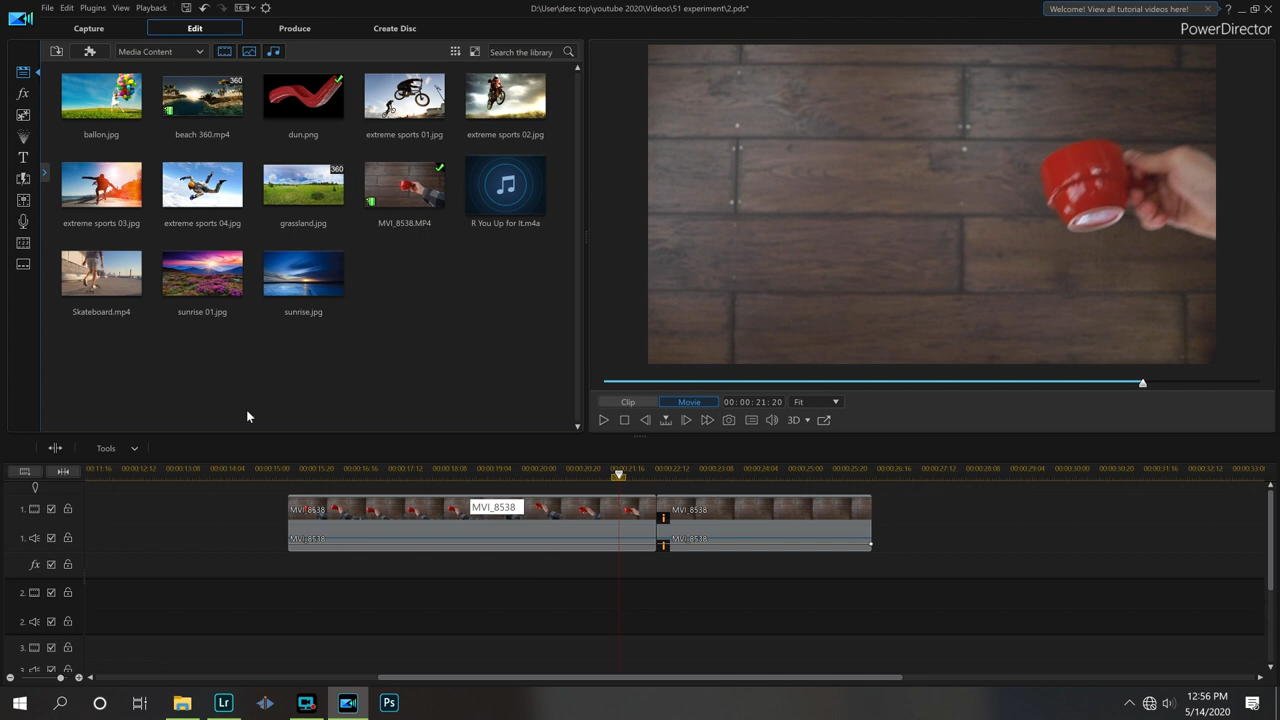 File Edit Plugins View Playback
D:\User\desc top\youtube 2020\Videos\51 experiment\2.pds*
Welcome! View all tutorial videos here!
Capture Edit Produce Create Disc
PowerDirector
Media Content
Search the library
360
360
ballon.jpg beach 360.mp4 dun.png extreme sports 01.jpg extreme sports 02.jpg
extreme sports 03.jpg extreme sports 04.jpg grassland.jpg MVI_8538.MP4 R You Up for It.m4a
Skateboard.mp4 sunrise 01.jpg sunrise.jpg
Clip Movie 00:00:21:20 Fit
3D
Tools
00:11:16 00:00:12:12 00:00:13:08 00:00:14:04 00:00:15:00 00:00:15:20 00:00:16:16 00:00:17:12 00:00:18:08 00:00:19:04 00:00:20:00 00:00:20:20 00:00:21:16 00:00:22:12 00:00:23:08 00:00:24:04 00:00:25:00 00:00:25:20 00:00:26:16 00:00:27:12 00:00:28:08 00:00:29:04 00:00:30:00 00:00:30:20 00:00:31:16 00:00:32:12 00:00:33:0
1. MVI_8538 MVI_8538 MVI_8538
1. MVI_8538 MVI_8538
fx
2.
2.
3.
3.
Lr Ps
12:56 PM
5/14/2020